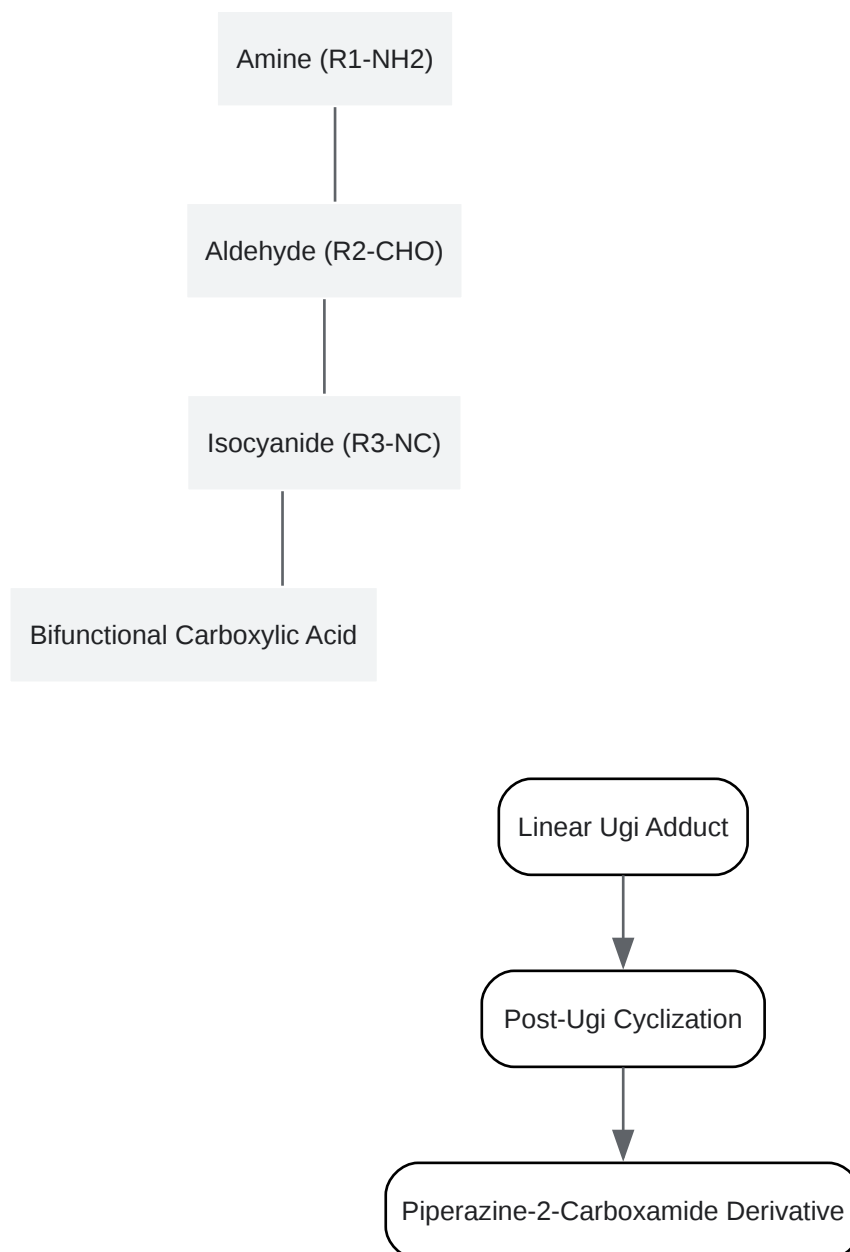 Amine (R1-NH2)
Aldehyde (R2-CHO)
Isocyanide (R3-NC)
Bifunctional Carboxylic Acid
Linear Ugi Adduct
Post-Ugi Cyclization
Piperazine-2-Carboxamide Derivative